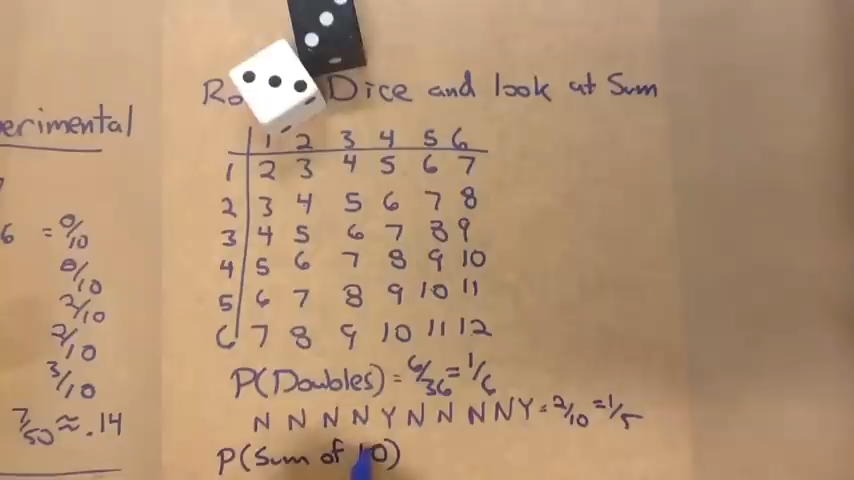 erimental
6 = 0/10
0/10
2/10
2/10
3/10
7/50 ≈ .14
Dice and look at Sum
1 2 3 4 5 6
1 2 3 4 5 6 7
2 3 4 5 6 7 8
3 4 5 6 7 8 9
4 5 6 7 8 9 10
5 6 7 8 9 10 11
6 7 8 9 10 11 12
P(Doubles) = 6/36 = 1/6
N N N N Y N N N N Y = 2/10 = 1/5
P(Sum of 10)